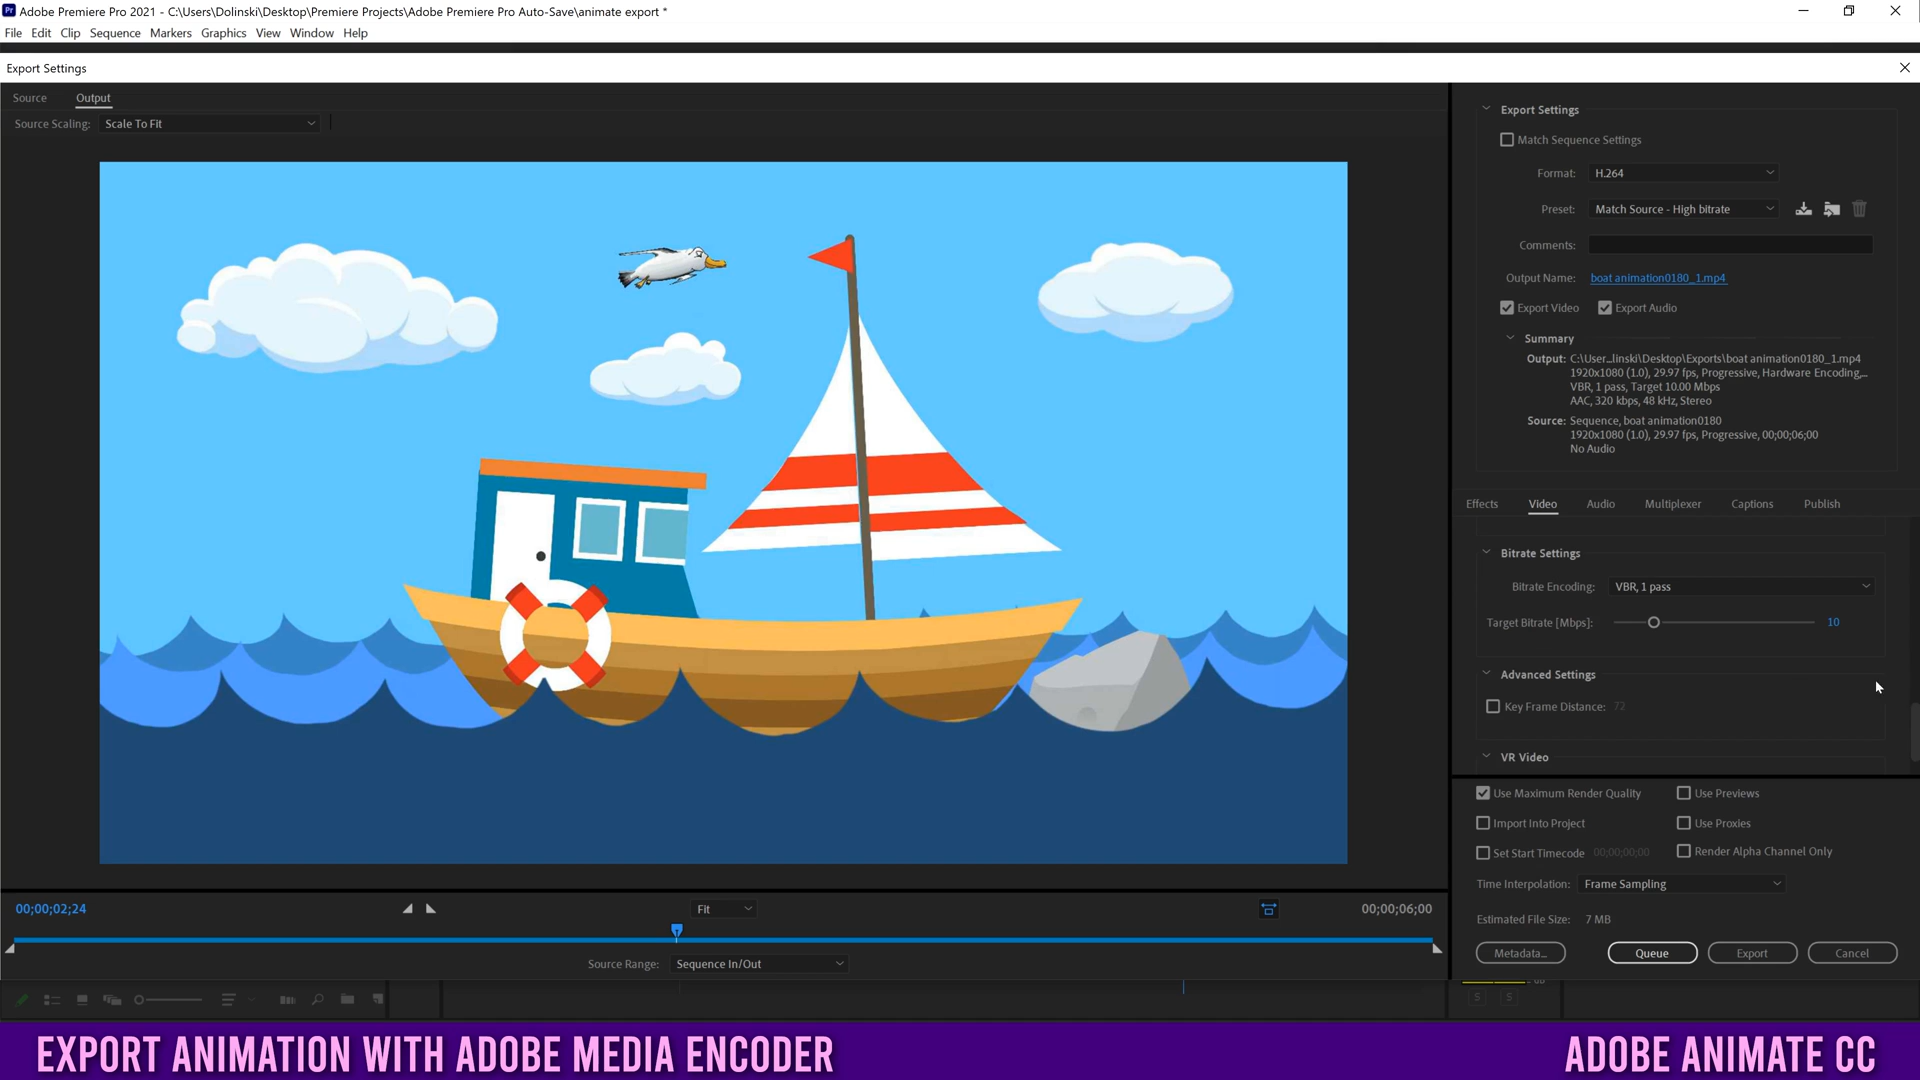 Adobe Premiere Pro 2021 - C:\Users\Dolinski\Desktop\Premiere Projects\Adobe Premiere Pro Auto-Save\animate export *
File Edit Clip Sequence Markers Graphics View Window Help
Export Settings
Source Output
Source Scaling: Scale To Fit
Export Settings
Match Sequence Settings
Format: H.264
Preset: Match Source - High bitrate
Comments:
Output Name: boat animation0180_1.mp4
Export Video Export Audio
Summary
Output: C:\User...linski\Desktop\Exports\boat animation0180_1.mp4
1920x1080 (1.0), 29.97 fps, Progressive, Hardware Encoding,...
VBR, 1 pass, Target 10.00 Mbps
AAC, 320 kbps, 48 kHz, Stereo
Source: Sequence, boat animation0180
1920x1080 (1.0), 29.97 fps, Progressive, 00;00;06;00
No Audio
Effects Video Audio Multiplexer Captions Publish
Bitrate Settings
Bitrate Encoding: VBR, 1 pass
Target Bitrate [Mbps]: 10
Advanced Settings
Key Frame Distance: 72
VR Video
Use Maximum Render Quality Use Previews
Import Into Project Use Proxies
Set Start Timecode 00;00;00;00 Render Alpha Channel Only
Time Interpolation: Frame Sampling
Estimated File Size: 7 MB
Metadata... Queue Export Cancel
00;00;02;24 Fit 00;00;06;00
Source Range: Sequence In/Out
dB
S S
EXPORT ANIMATION WITH ADOBE MEDIA ENCODER
ADOBE ANIMATE CC